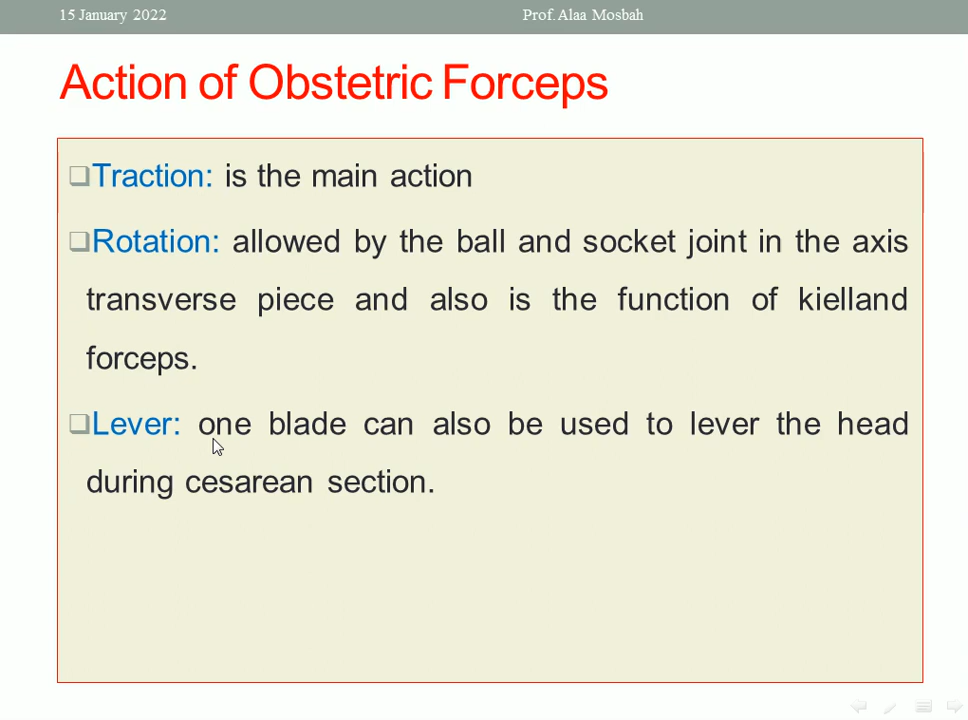 15 January 2022 Prof. Alaa Mosbah
Action of Obstetric Forceps
Traction: is the main action
Rotation: allowed by the ball and socket joint in the axis
transverse piece and also is the function of kielland
forceps.
Lever: one blade can also be used to lever the head
during cesarean section.